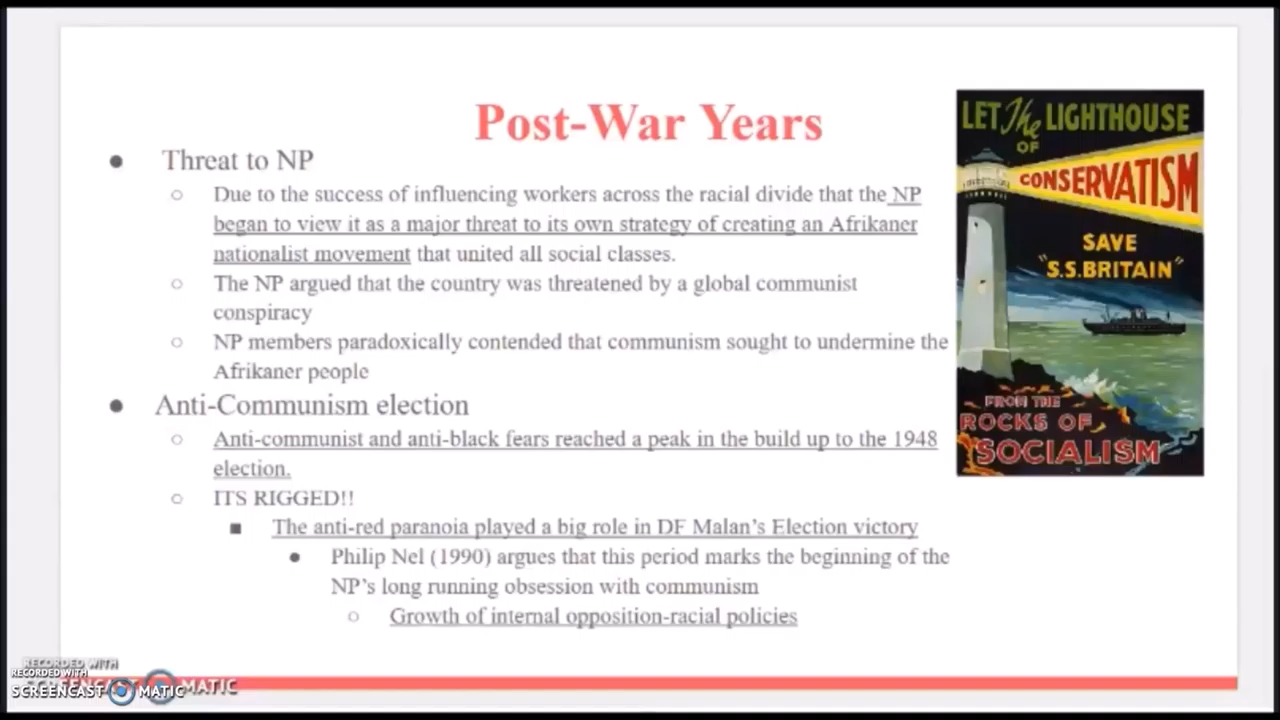 Post-War Years
Threat to NP
Due to the success of influencing workers across the racial divide that the NP
began to view it as a major threat to its own strategy of creating an Afrikaner
nationalist movement that united all social classes.
The NP argued that the country was threatened by a global communist
conspiracy
NP members paradoxically contended that communism sought to undermine the
Afrikaner people
Anti-Communism election
Anti-communist and anti-black fears reached a peak in the build up to the 1948
election.
ITS RIGGED!!
The anti-red paranoia played a big role in DF Malan's Election victory
Philip Nel (1990) argues that this period marks the beginning of the
NP's long running obsession with communism
Growth of internal opposition-racial policies
LET The LIGHTHOUSE
OF
CONSERVATISM
SAVE
"S.S. BRITAIN"
FROM THE
ROCKS OF
SOCIALISM
RECORDED WITH
RECORDED WITH
SCREENCAST MATIC
MATIC